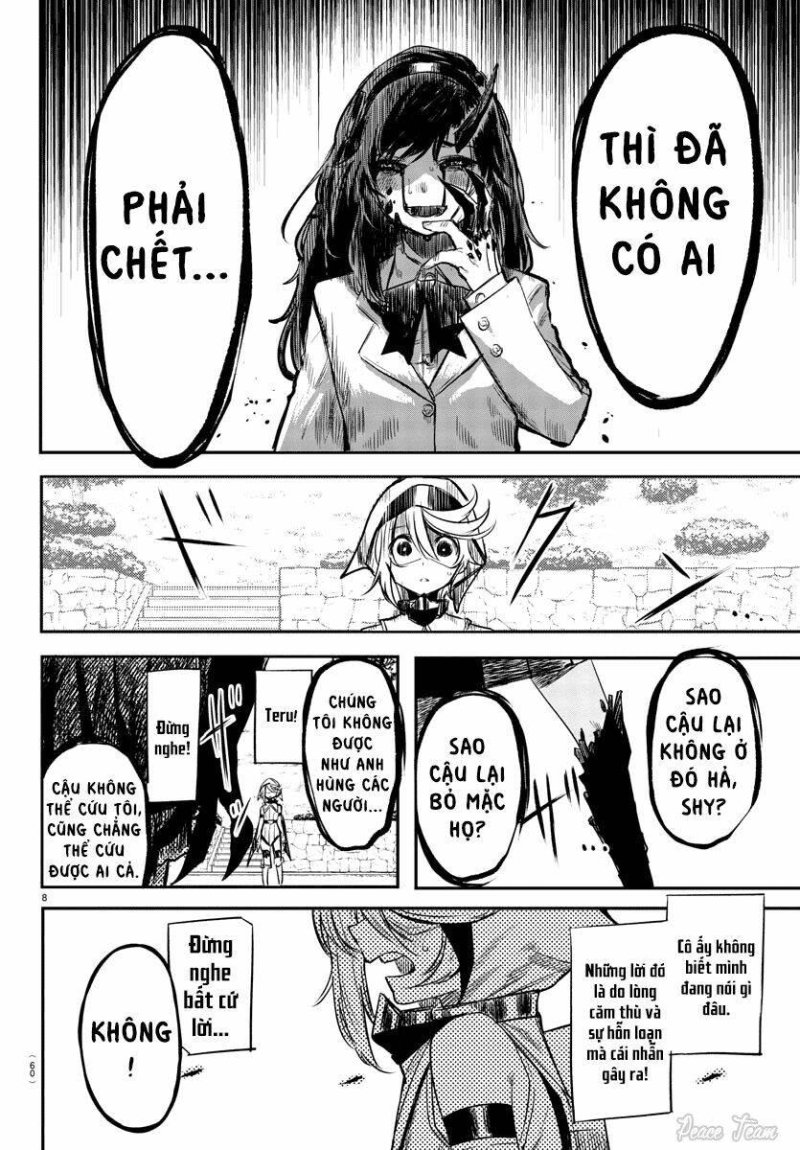 THÌ ĐÃ
KHÔNG
CÓ AI
PHẢI
CHẾT...
SAO
CẬU LẠI
KHÔNG Ở
ĐÓ HẢ,
SHY?
SAO
CẬU LẠI
BỎ MẶC
HỌ?
...
CHÚNG
TÔI KHÔNG
ĐƯỢC
NHƯ ANH
HÙNG CÁC
NGƯỜI...
Teru!
Đừng
nghe!
CẬU KHÔNG
THỂ CỨU TÔI,
CŨNG CHẲNG
THỂ CỨU
ĐƯỢC AI CẢ.
8
Cô ấy không
biết mình
đang nói gì
đâu.
Những lời đó
là do lòng
căm thù và
sự hỗn loạn
mà cái nhẫn
gây ra!
Đừng
nghe
bất cứ
lời...
KHÔNG
!
(60)
Peace Team